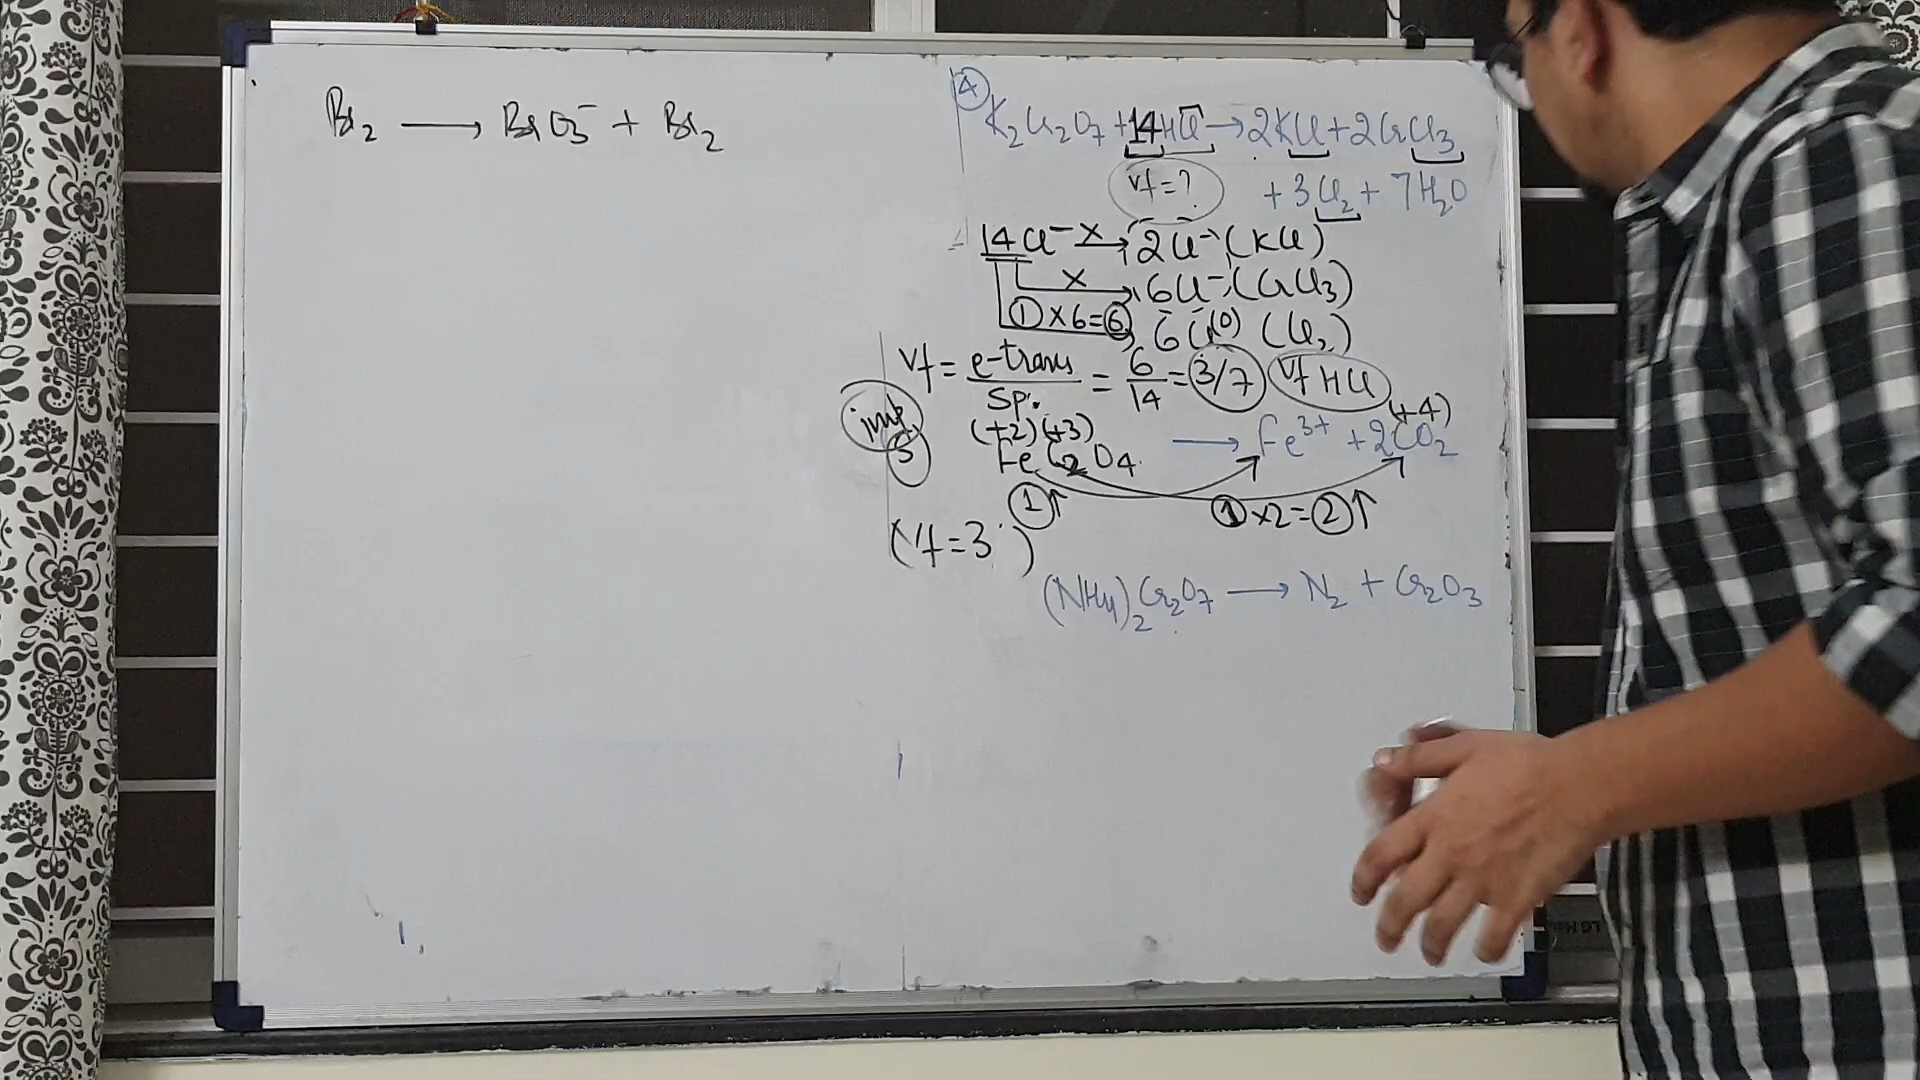 Br₂ ⟶ BrO₃⁻ + Br₂
④ K₂Cr₂O₇ + 14HCl⁻ → 2KCl + 2CrCl₃
+ 3Cl₂ + 7H₂O
Vf = ?
14Cl⁻ —x→ 2Cl⁻ (KCl)
x → 6Cl⁻ (CrCl₃)
① × 6 = ⑥ 6Cl(0) (Cl₂)
Vf = e-trans / Sp. = 6/14 = 3/7 Vf HCl
imp
⑤ (+2)(+3) (+4)
FeC₂O₄ ⟶ Fe³⁺ + 2CO₂
①↑ ① × 2 = ②↑
(Vf = 3)
(NH₄)₂Cr₂O₇ ⟶ N₂ + Cr₂O₃